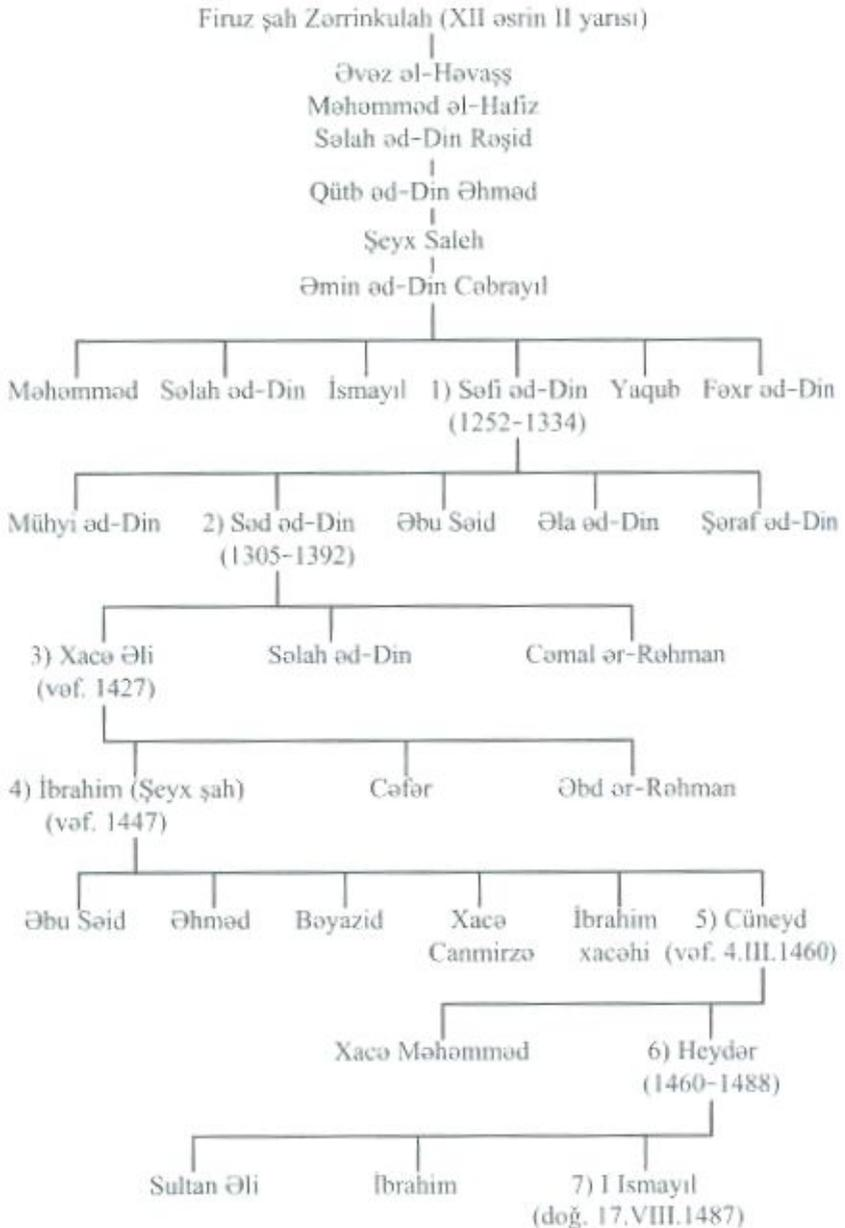 Firuz şah Zərrinkulah (XII əsrin II yarısı)
Əvəz əl-Həvaşş
Məhəmməd əl-Hafiz
Səlah əd-Din Rəşid
Qütb əd-Din Əhməd
Şeyx Saleh
Əmin əd-Din Cəbrayıl
Məhəmməd Səlah əd-Din İsmayıl 1) Səfi əd-Din Yaqub Fəxr əd-Din
(1252-1334)
Mühyi əd-Din 2) Səd əd-Din Əbu Səid Əla əd-Din Şərəf əd-Din
(1305-1392)
3) Xacə Əli Səlah əd-Din Cəmal ər-Rəhman
(vəf. 1427)
4) İbrahim (Şeyx şah) Cəfər Əbd ər-Rəhman
(vəf. 1447)
Əbu Səid Əhməd Bəyazid Xacə İbrahim 5) Cüneyd
Canmirzə xacəhi (vəf. 4.III.1460)
Xacə Məhəmməd 6) Heydər
(1460-1488)
Sultan Əli İbrahim 7) I Ismayıl
(doğ. 17.VIII.1487)